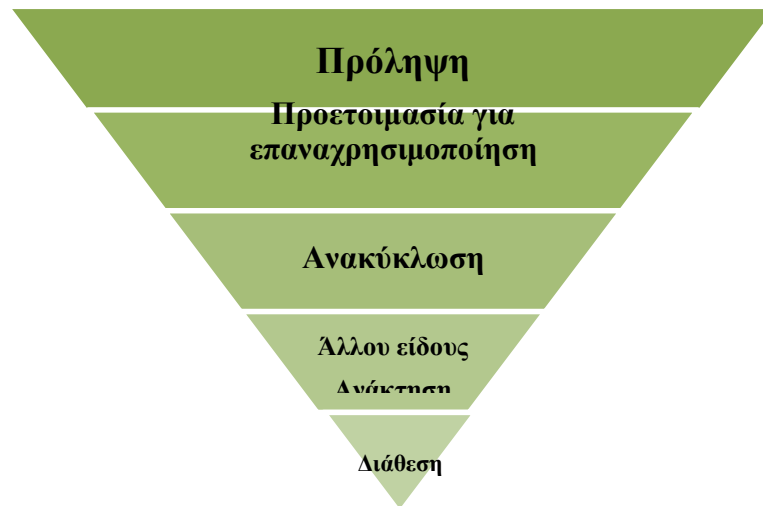 Πρόληψη
Προετοιμασία για
επαναχρησιμοποίηση
Ανακύκλωση
Άλλου είδους
Ανάκτηση
Διάθεση